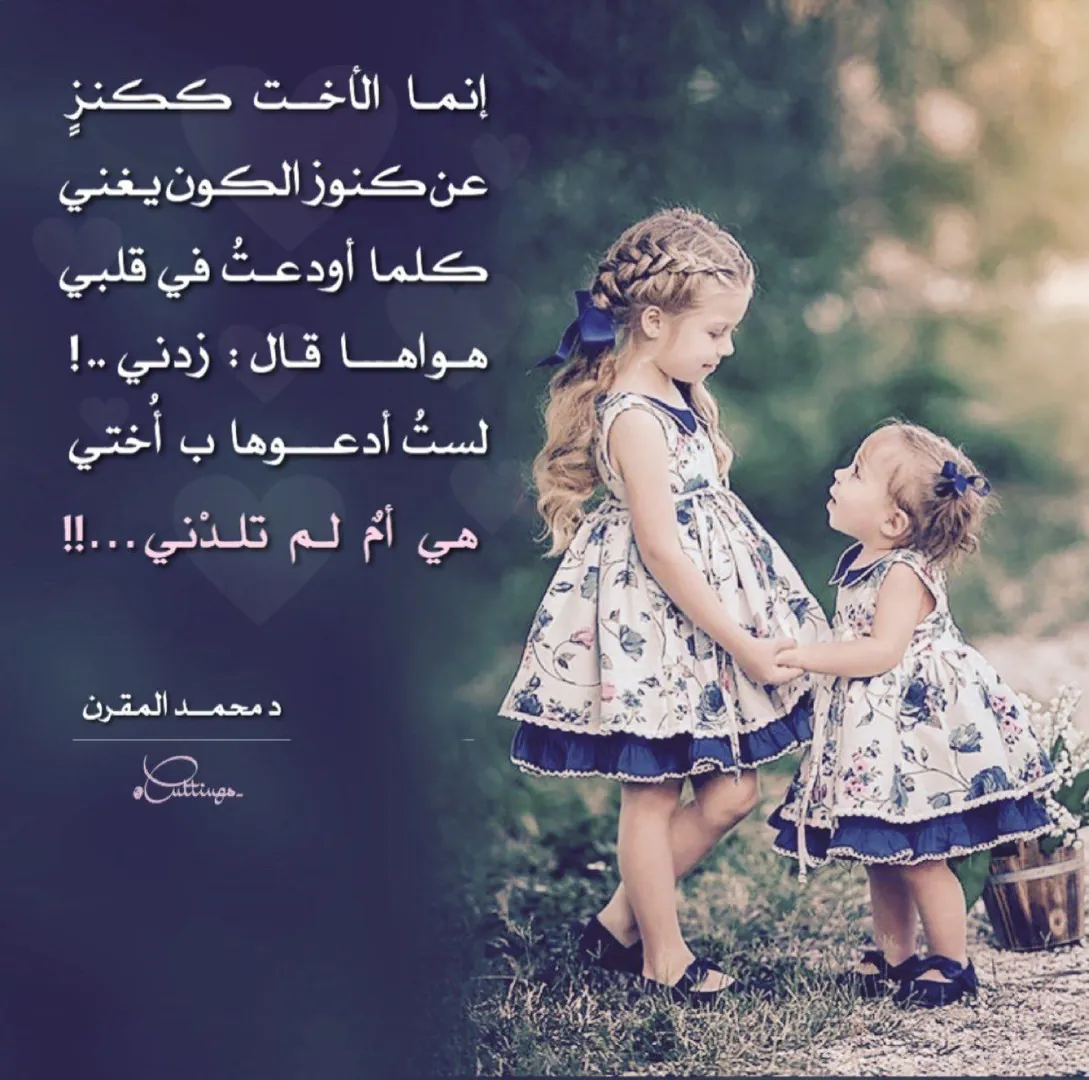 إنما الأخت ككنزٍ
عن كنوز الكون يغني
كلما أودعتُ في قلبي
هواها قال : زدني ..!
لستُ أدعوها ب أُختي
هي أمٌ لم تلدْني...!!
د محمد المقرن
@Cuttings_